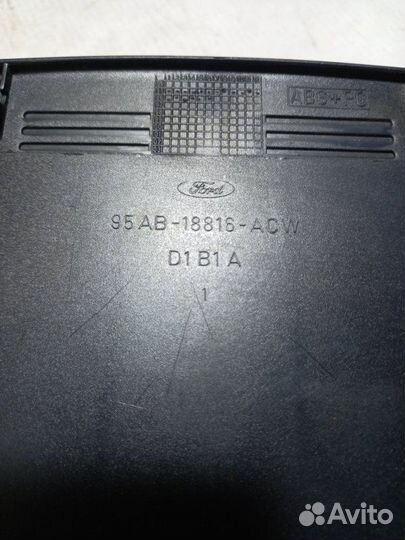 ABS+PC
Ford
95AB-18816-ACW
D1B1A
1
Avito